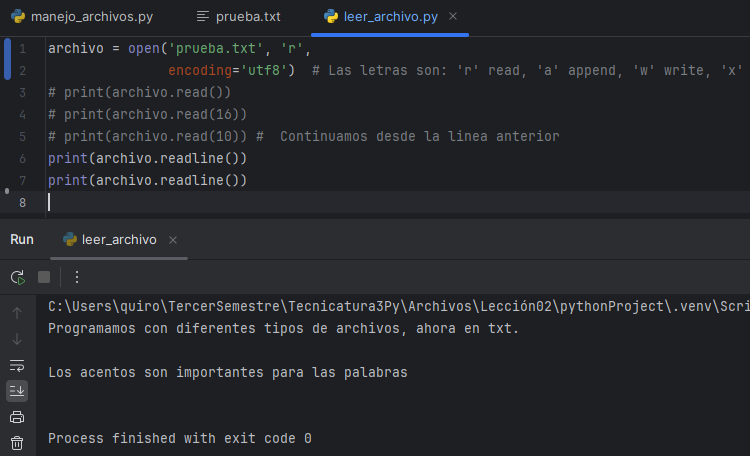 manejo_archivos.py prueba.txt leer_archivo.py
1 archivo = open('prueba.txt', 'r',
2 encoding='utf8') # Las letras son: 'r' read, 'a' append, 'w' write, 'x'
3 # print(archivo.read())
4 # print(archivo.read(16))
5 # print(archivo.read(10)) # Continuamos desde la linea anterior
6 print(archivo.readline())
7 print(archivo.readline())
8
Run leer_archivo
C:\Users\quiro\TercerSemestre\Tecnicatura3Py\Archivos\Lección02\pythonProject\.venv\Scri
Programamos con diferentes tipos de archivos, ahora en txt.
Los acentos son importantes para las palabras
Process finished with exit code 0